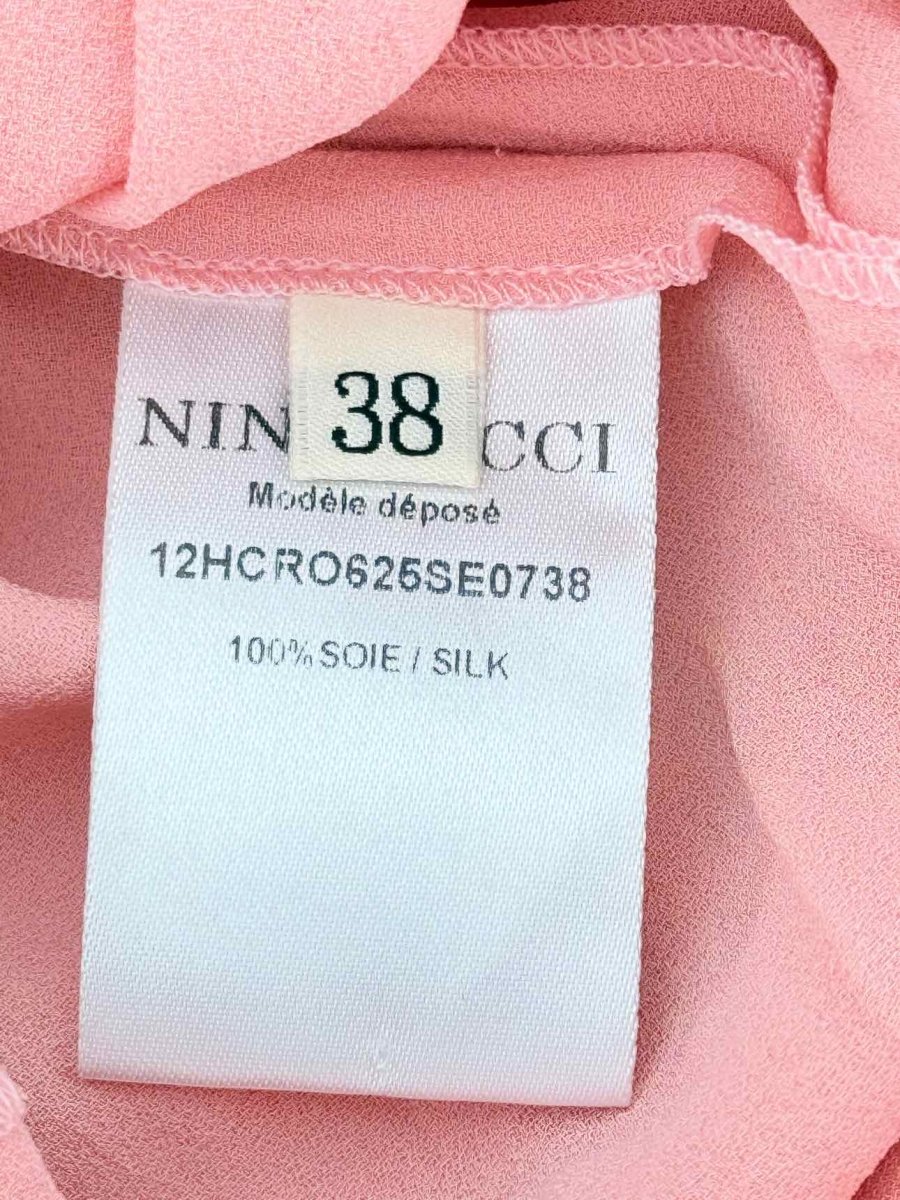 38
NIN CCI
Modèle déposé
12HCRO625SE0738
100% SOIE / SILK